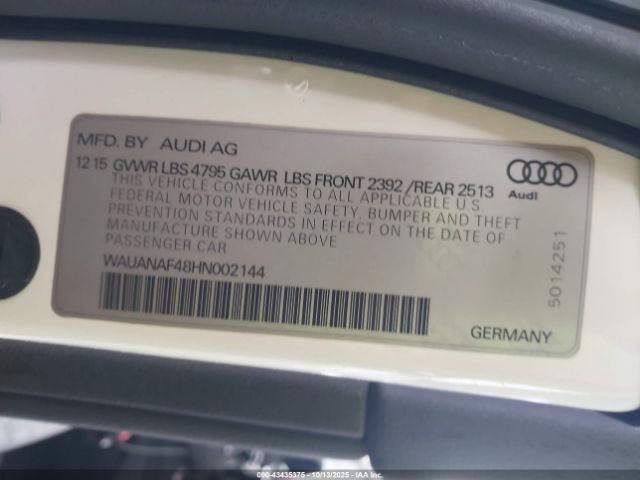 MFD. BY AUDI AG
12 15 GVWR LBS 4795 GAWR LBS FRONT 2392 / REAR 2513
THIS VEHICLE CONFORMS TO ALL APPLICABLE U S
FEDERAL MOTOR VEHICLE SAFETY, BUMPER AND THEFT
PREVENTION STANDARDS IN EFFECT ON THE DATE OF
MANUFACTURE SHOWN ABOVE
PASSENGER CAR
WAUANAF48HN002144
Audi
5014251
GERMANY
000-43435375 - 10/13/2025 - IAAI.com